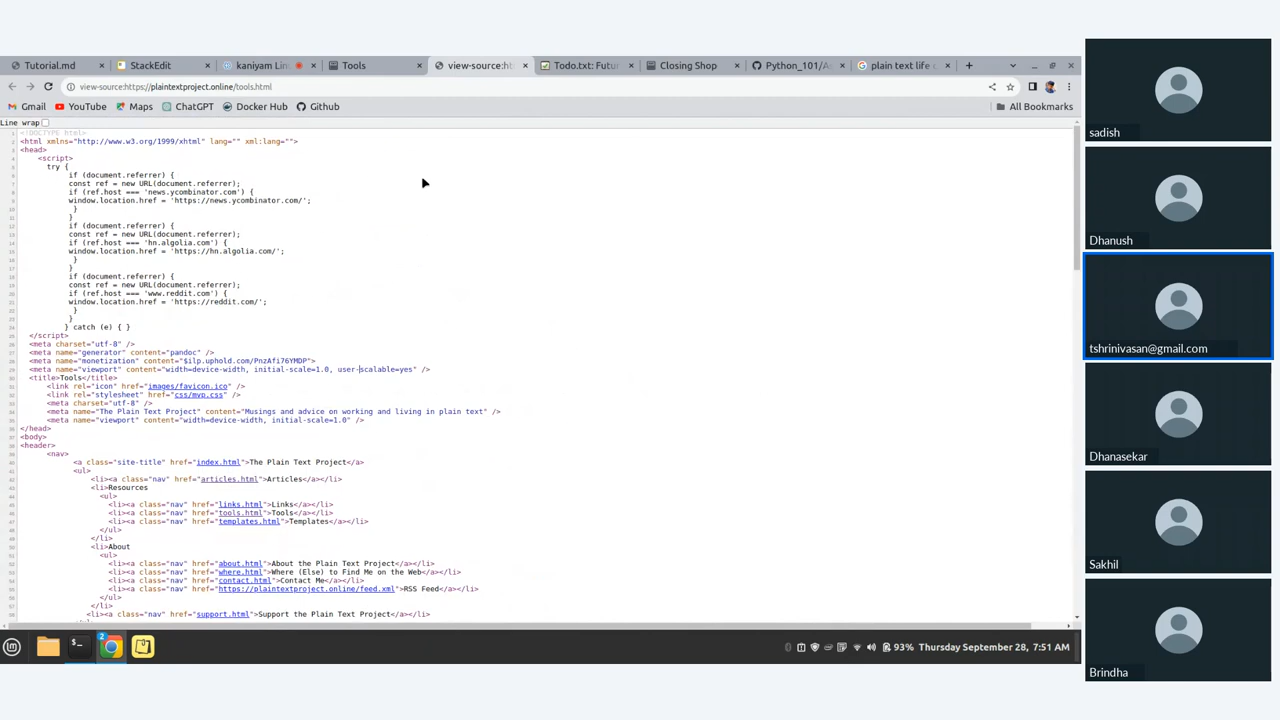 Tutorial.md
StackEdit
kaniyam Lin
Tools
view-source:ht
Todo.txt: Futur
Closing Shop
Python_101/As
plain text life c
view-source:https://plaintextproject.online/tools.html
Gmail
YouTube
Maps
ChatGPT
Docker Hub
Github
All Bookmarks
Line wrap
<!DOCTYPE html>
<html xmlns="http://www.w3.org/1999/xhtml" lang="" xml:lang="">
<head>
<script>
try {
if (document.referrer) {
const ref = new URL(document.referrer);
if (ref.host === 'news.ycombinator.com') {
window.location.href = 'https://news.ycombinator.com/';
}
}
if (document.referrer) {
const ref = new URL(document.referrer);
if (ref.host === 'hn.algolia.com') {
window.location.href = 'https://hn.algolia.com/';
}
}
if (document.referrer) {
const ref = new URL(document.referrer);
if (ref.host === 'www.reddit.com') {
window.location.href = 'https://reddit.com/';
}
}
} catch (e) { }
</script>
<meta charset="utf-8" />
<meta name="generator" content="pandoc" />
<meta name="monetization" content="$ilp.uphold.com/PnzAfi76YMDP">
<meta name="viewport" content="width=device-width, initial-scale=1.0, user-scalable=yes" />
<title>Tools</title>
<link rel="icon" href="images/favicon.ico" />
<link rel="stylesheet" href="css/mvp.css" />
<meta charset="utf-8" />
<meta name="The Plain Text Project" content="Musings and advice on working and living in plain text" />
<meta name="viewport" content="width=device-width, initial-scale=1.0" />
</head>
<body>
<header>
<nav>
<a class="site-title" href="index.html">The Plain Text Project</a>
<ul>
<li><a class="nav" href="articles.html">Articles</a></li>
<li>Resources
<ul>
<li><a class="nav" href="links.html">Links</a></li>
<li><a class="nav" href="tools.html">Tools</a></li>
<li><a class="nav" href="templates.html">Templates</a></li>
</ul>
</li>
<li>About
<ul>
<li><a class="nav" href="about.html">About the Plain Text Project</a></li>
<li><a class="nav" href="where.html">Where (Else) to Find Me on the Web</a></li>
<li><a class="nav" href="contact.html">Contact Me</a></li>
<li><a class="nav" href="https://plaintextproject.online/feed.xml">RSS Feed</a></li>
</ul>
</li>
<li><a class="nav" href="support.html">Support the Plain Text Project</a></li>
2
93% Thursday September 28, 7:51 AM
sadish
Dhanush
tshrinivasan@gmail.com
Dhanasekar
Sakhil
Brindha